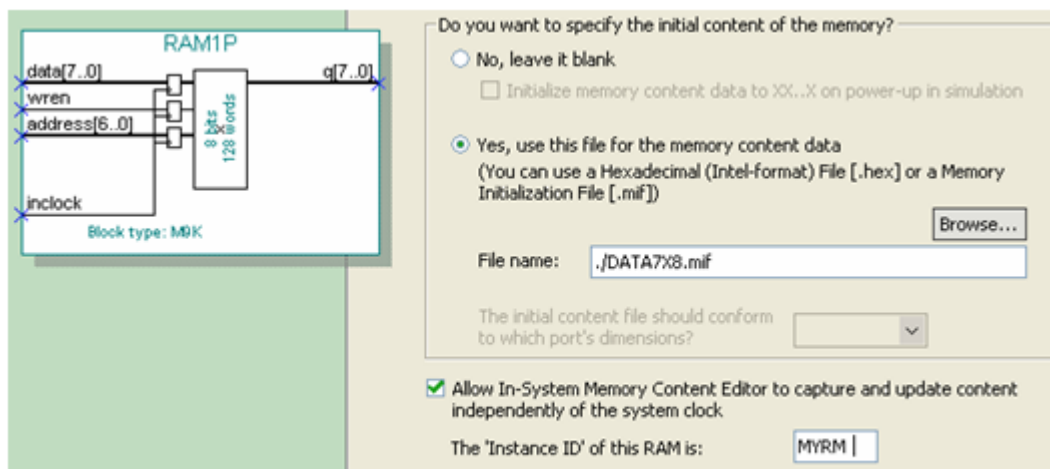 RAM1P
data[7..0]
q[7..0]
wren
address[6..0]
8 bits
X
128 words
inclock
Block type: M9K
Do you want to specify the initial content of the memory?
No, leave it blank
Initialize memory content data to XX..X on power-up in simulation
Yes, use this file for the memory content data
(You can use a Hexadecimal (Intel-format) File [.hex] or a Memory
Initialization File [.mif])
Browse...
File name: ./DATA7X8.mif
The initial content file should conform
to which port's dimensions?
Allow In-System Memory Content Editor to capture and update content
independently of the system clock
The 'Instance ID' of this RAM is: MYRM